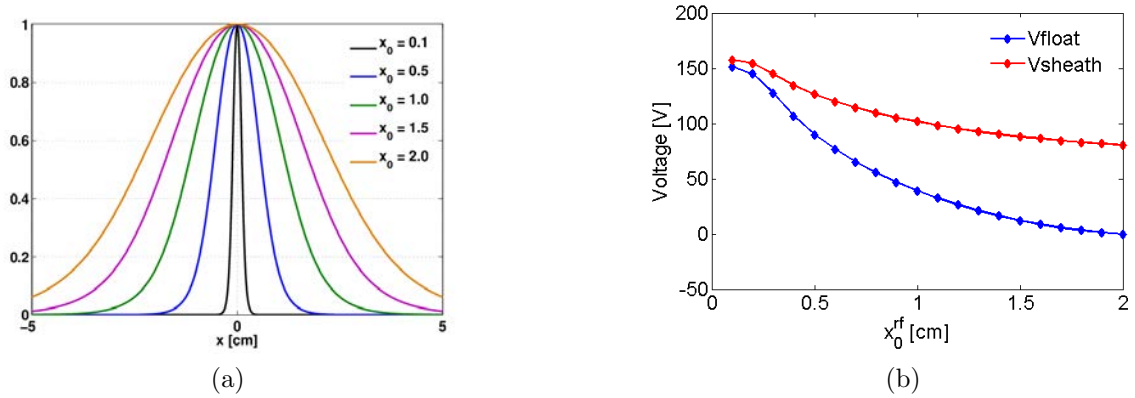 1
0.8
0.6
0.4
0.2
0
−5
0
5
x [cm]
x₀ = 0.1
x₀ = 0.5
x₀ = 1.0
x₀ = 1.5
x₀ = 2.0
(a)
200
150
100
50
0
-50
0
0.5
1
1.5
2
Voltage [V]
x₀ʳᶠ [cm]
Vfloat
Vsheath
(b)